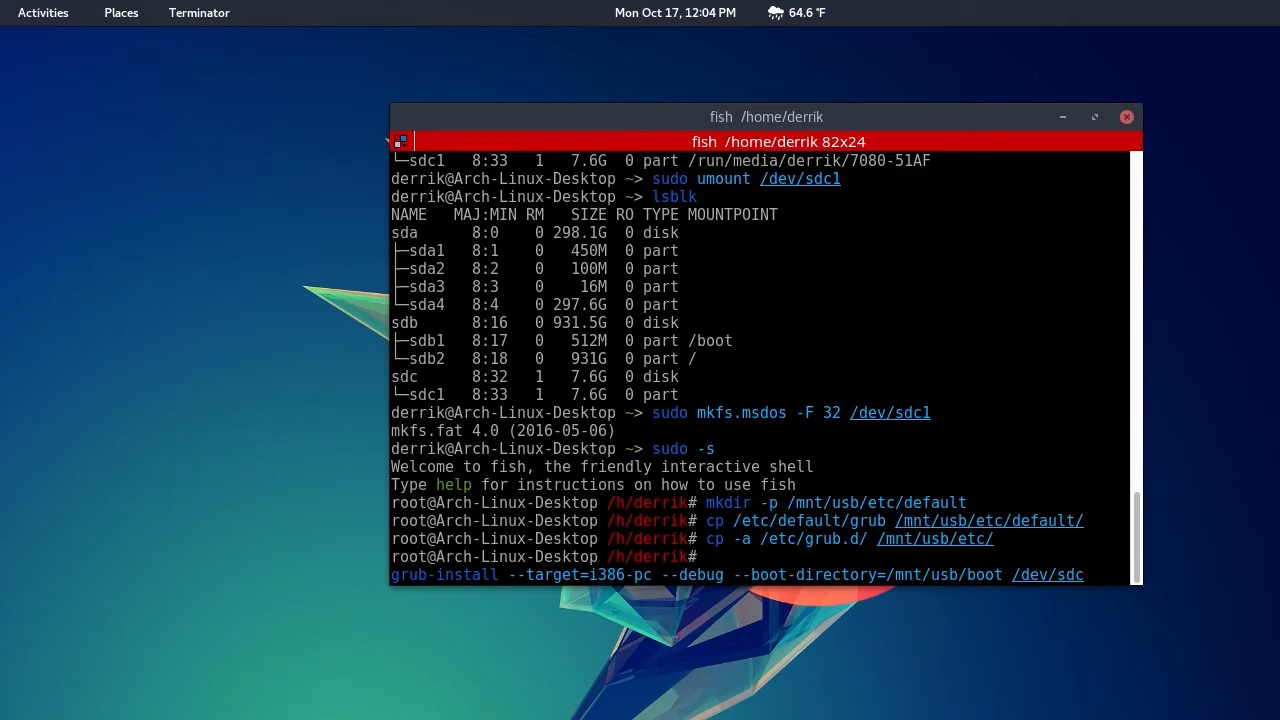 Activities Places Terminator Mon Oct 17, 12:04 PM 64.6 °F
fish /home/derrik
fish /home/derrik 82x24
└─sdc1 8:33 1 7.6G 0 part /run/media/derrik/7080-51AF
derrik@Arch-Linux-Desktop ~> sudo umount /dev/sdc1
derrik@Arch-Linux-Desktop ~> lsblk
NAME MAJ:MIN RM SIZE RO TYPE MOUNTPOINT
sda 8:0 0 298.1G 0 disk
├─sda1 8:1 0 450M 0 part
├─sda2 8:2 0 100M 0 part
├─sda3 8:3 0 16M 0 part
└─sda4 8:4 0 297.6G 0 part
sdb 8:16 0 931.5G 0 disk
├─sdb1 8:17 0 512M 0 part /boot
└─sdb2 8:18 0 931G 0 part /
sdc 8:32 1 7.6G 0 disk
└─sdc1 8:33 1 7.6G 0 part
derrik@Arch-Linux-Desktop ~> sudo mkfs.msdos -F 32 /dev/sdc1
mkfs.fat 4.0 (2016-05-06)
derrik@Arch-Linux-Desktop ~> sudo -s
Welcome to fish, the friendly interactive shell
Type help for instructions on how to use fish
root@Arch-Linux-Desktop /h/derrik# mkdir -p /mnt/usb/etc/default
root@Arch-Linux-Desktop /h/derrik# cp /etc/default/grub /mnt/usb/etc/default/
root@Arch-Linux-Desktop /h/derrik# cp -a /etc/grub.d/ /mnt/usb/etc/
root@Arch-Linux-Desktop /h/derrik#
grub-install --target=i386-pc --debug --boot-directory=/mnt/usb/boot /dev/sdc